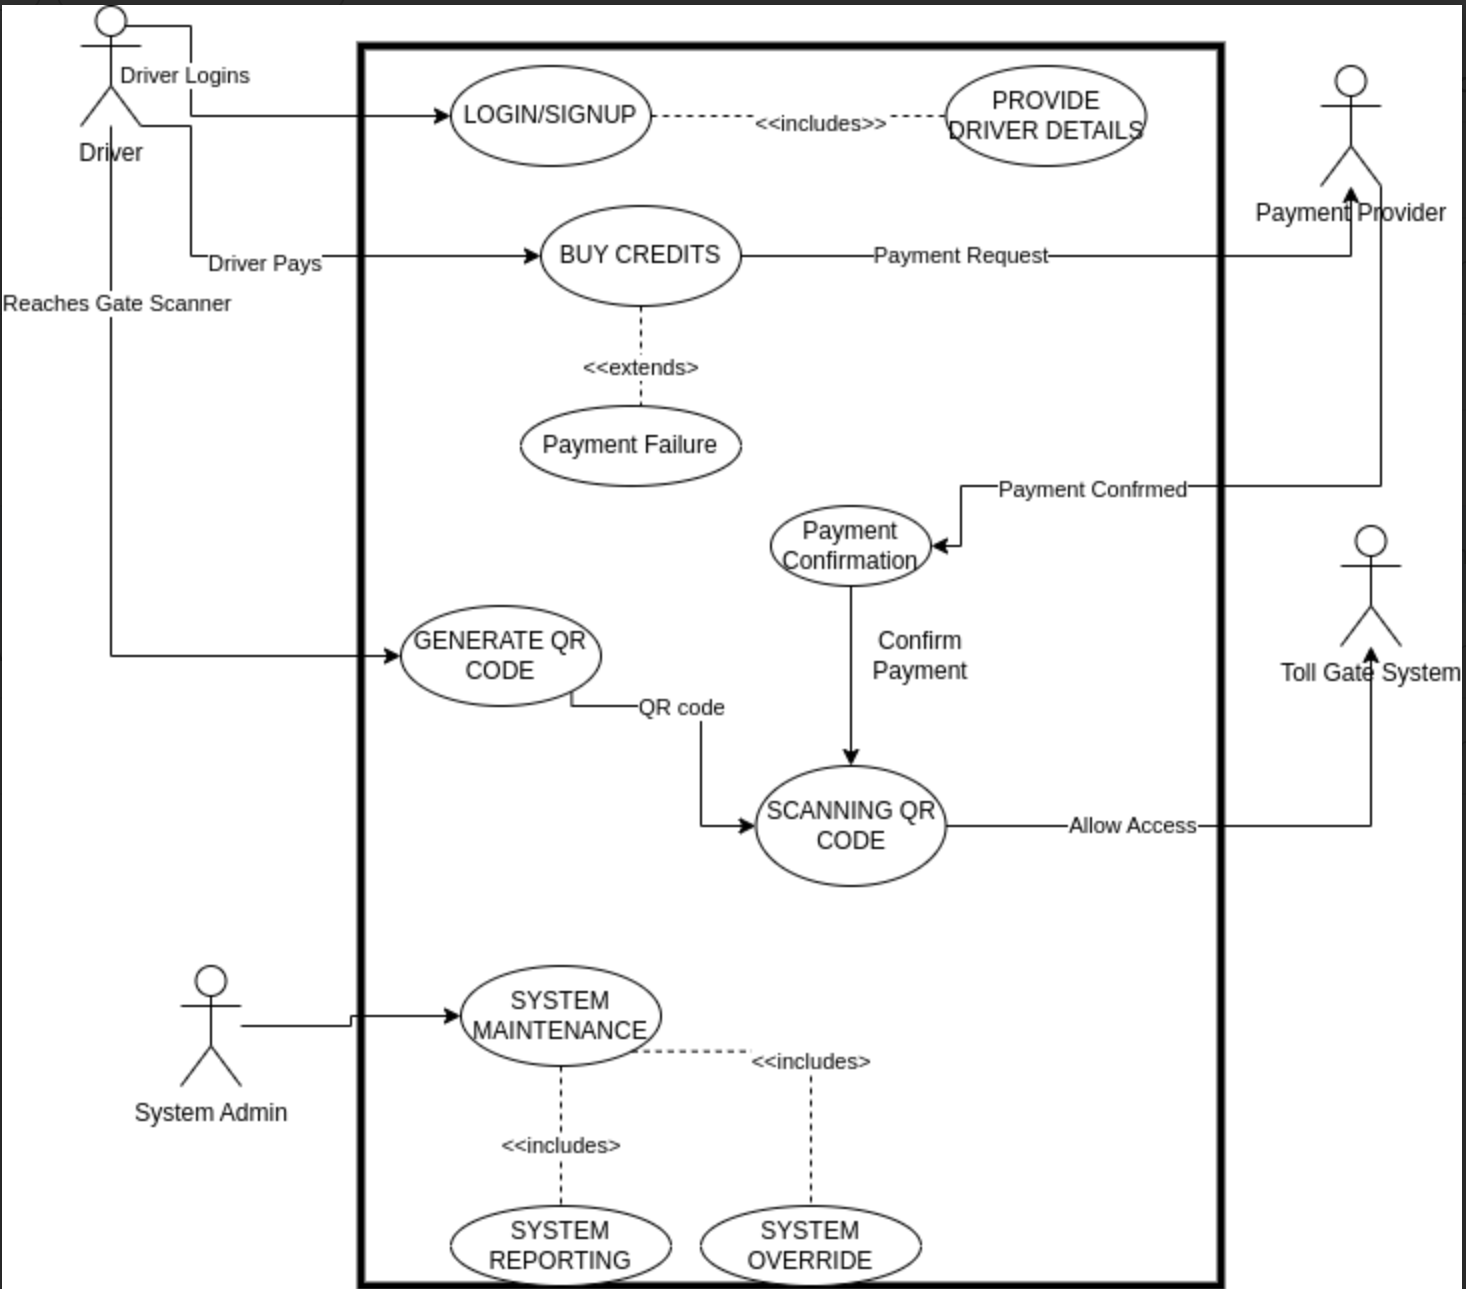 Driver Logins
LOGIN/SIGNUP
<<includes>>
PROVIDE
DRIVER DETAILS
Driver
Payment Provider
BUY CREDITS
Payment Request
Driver Pays
Reaches Gate Scanner
<<extends>
Payment Failure
Payment Confrmed
Payment
Confirmation
GENERATE QR
CODE
Confirm
Payment
Toll Gate System
QR code
SCANNING QR
CODE
Allow Access
SYSTEM
MAINTENANCE
<<includes>
System Admin
<<includes>
SYSTEM
REPORTING
SYSTEM
OVERRIDE